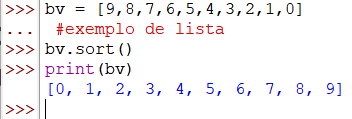 >>> bv = [9,8,7,6,5,4,3,2,1,0]
... #exemplo de lista
>>> bv.sort()
>>> print(bv)
[0, 1, 2, 3, 4, 5, 6, 7, 8, 9]
>>>